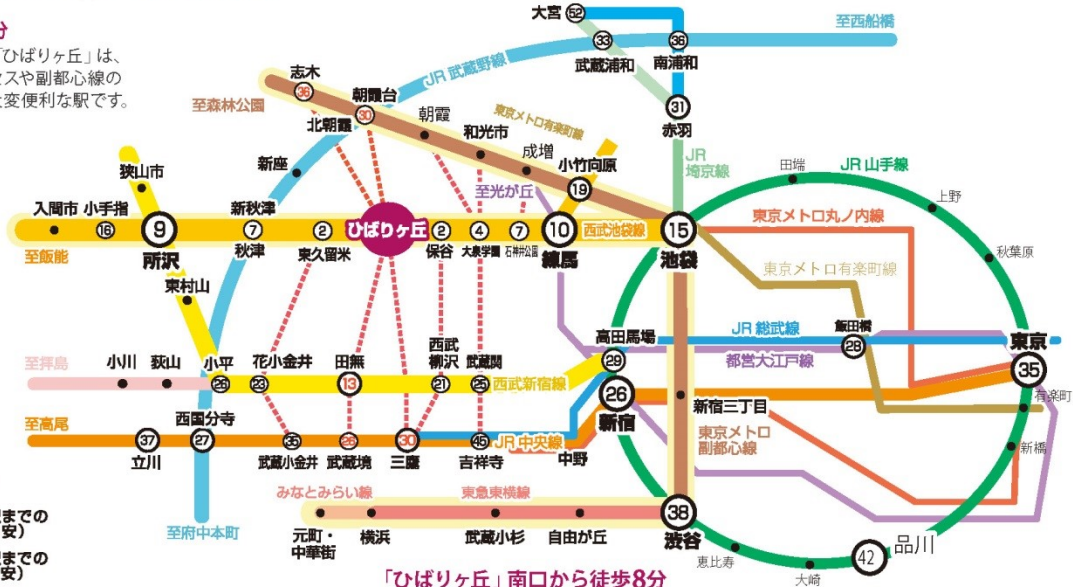 分
「ひばりヶ丘」は、
スや副都心線の
変便利な駅です。
大宮
52
33
武蔵浦和
36
南浦和
至西船橋
JR 武蔵野線
31
赤羽
JR
埼京線
志木
36
朝霞台
30
北朝霞
至森林公園
朝霞
和光市
成増
東京メトロ有楽町線
小竹向原
19
至光が丘
新座
狭山市
入間市
小手指
16
9
所沢
新秋津
7
秋津
2
東久留米
ひばりヶ丘
2
保谷
4
大泉学園
7
石神井公園
10
練馬
西武池袋線
15
池袋
至飯能
田端
JR 山手線
上野
秋葉原
東京メトロ丸ノ内線
東京メトロ有楽町線
飯田橋
28
JR 総武線
都営大江戸線
東京
35
有楽町
新橋
東村山
至拝島
小川
萩山
小平
26
花小金井
23
田無
13
西武
柳沢
21
武蔵関
25
西武新宿線
高田馬場
29
26
新宿
新宿三丁目
東京メトロ
副都心線
至高尾
37
立川
西国分寺
27
35
武蔵小金井
26
武蔵境
30
三鷹
45
吉祥寺
JR 中央線
中野
至府中本町
みなとみらい線
東急東横線
元町・
中華街
横浜
武蔵小杉
自由が丘
38
渋谷
恵比寿
大崎
42
品川
までの
安）
までの
安）
「ひばりヶ丘」南口から徒歩8分